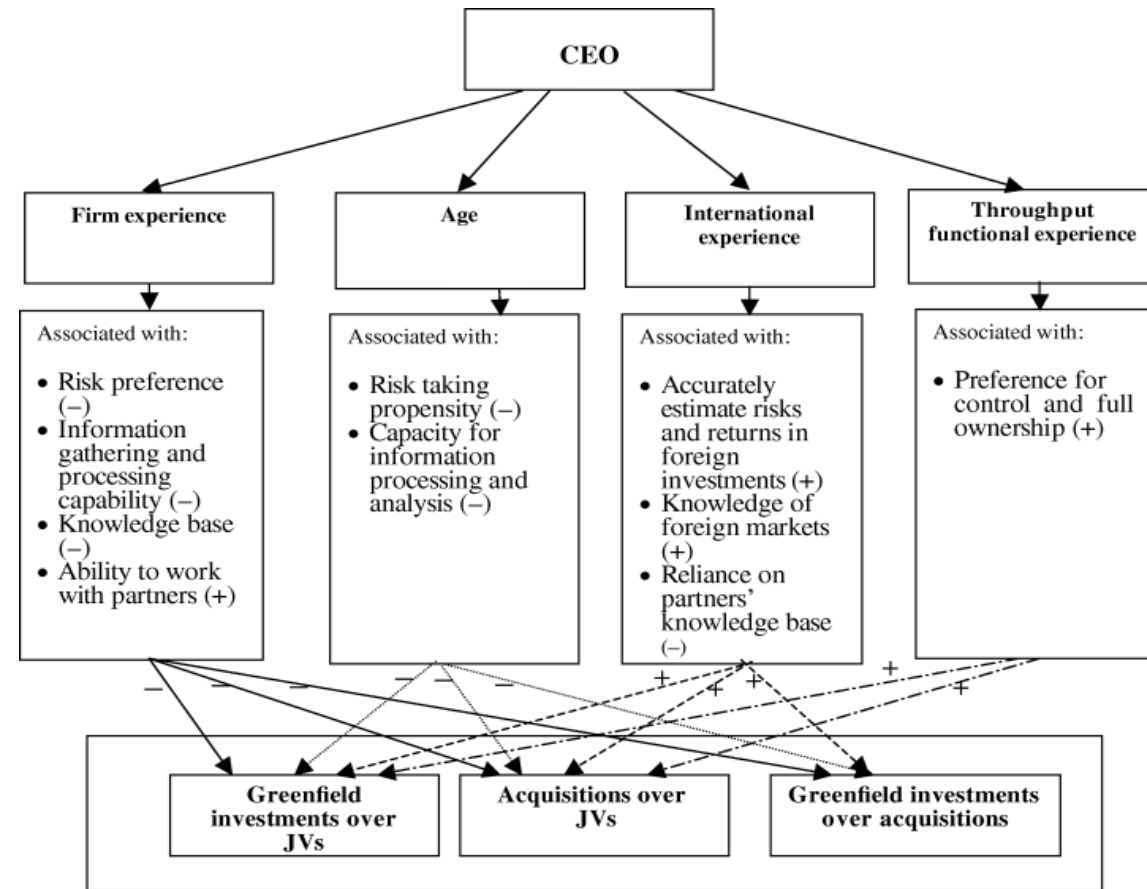 CEO
Firm experience
Age
International
experience
Throughput
functional experience
Associated with:
• Risk preference
(–)
• Information
gathering and
processing
capability (–)
• Knowledge base
(–)
• Ability to work
with partners (+)
Associated with:
• Risk taking
propensity (–)
• Capacity for
information
processing and
analysis (–)
Associated with:
• Accurately
estimate risks
and returns in
foreign
investments (+)
• Knowledge of
foreign markets
(+)
• Reliance on
partners’
knowledge base
(–)
Associated with:
• Preference for
control and full
ownership (+)
– – – – – – + + + + +
Greenfield
investments over
JVs
Acquisitions over
JVs
Greenfield investments
over acquisitions